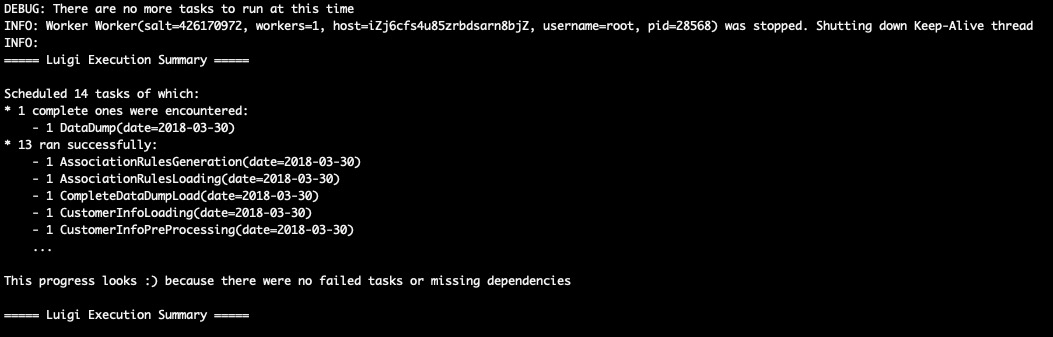 DEBUG: There are no more tasks to run at this time
INFO: Worker Worker(salt=426170972, workers=1, host=iZj6cfs4u85zrbdsarn8bjZ, username=root, pid=28568) was stopped. Shutting down Keep-Alive thread
INFO:
===== Luigi Execution Summary =====
Scheduled 14 tasks of which:
* 1 complete ones were encountered:
    - 1 DataDump(date=2018-03-30)
* 13 ran successfully:
    - 1 AssociationRulesGeneration(date=2018-03-30)
    - 1 AssociationRulesLoading(date=2018-03-30)
    - 1 CompleteDataDumpLoad(date=2018-03-30)
    - 1 CustomerInfoLoading(date=2018-03-30)
    - 1 CustomerInfoPreProcessing(date=2018-03-30)
    ...
This progress looks :) because there were no failed tasks or missing dependencies
===== Luigi Execution Summary =====